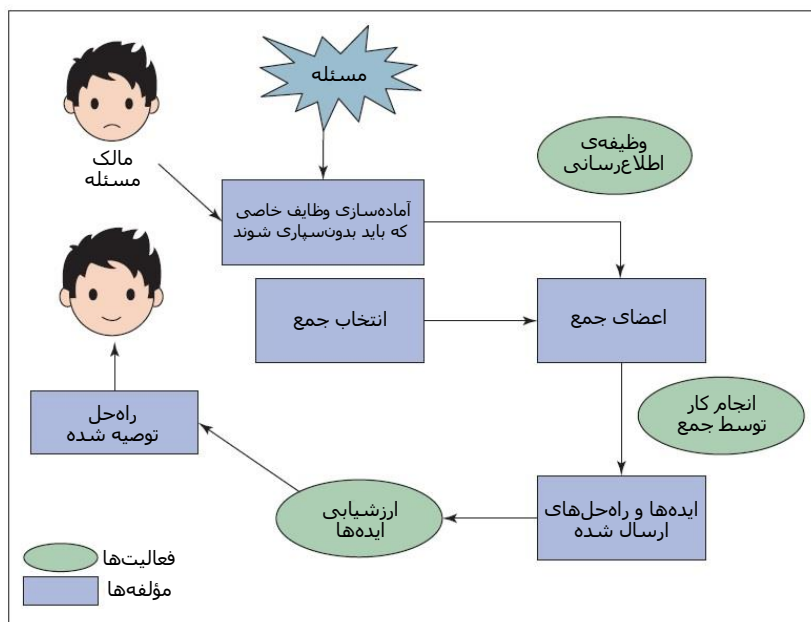 مسئله
مالک
مسئله
وظیفه‌ی
اطلاع‌رسانی
آماده‌سازی وظایف خاصی
که باید بدون‌سپاری شوند
انتخاب جمع
اعضای جمع
انجام کار
توسط جمع
راه‌حل
توصیه شده
ارزشیابی
ایده‌ها
ایده‌ها و راه‌حل‌های
ارسال شده
فعالیت‌ها
مؤلفه‌ها